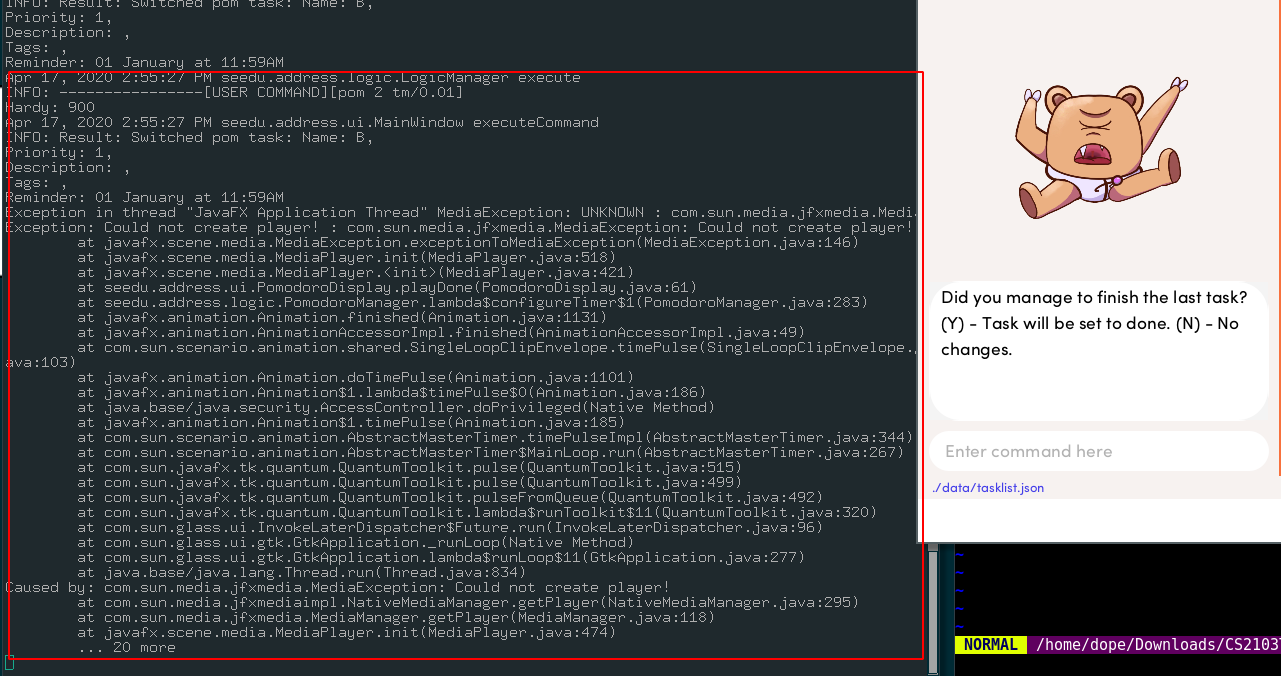 INFO: Result: Switched pom task: Name: B,
Priority: 1,
Description: ,
Tags: ,
Reminder: 01 January at 11:59AM
Apr 17, 2020 2:55:27 PM seedu.address.logic.LogicManager execute
INFO: ----------------[USER COMMAND][pom 2 tm/0.01]
Hardy: 900
Apr 17, 2020 2:55:27 PM seedu.address.ui.MainWindow executeCommand
INFO: Result: Switched pom task: Name: B,
Priority: 1,
Description: ,
Tags: ,
Reminder: 01 January at 11:59AM
Exception in thread "JavaFX Application Thread" MediaException: UNKNOWN : com.sun.media.jfxmedia.Medi
Exception: Could not create player! : com.sun.media.jfxmedia.MediaException: Could not create player!
at javafx.scene.media.MediaException.exceptionToMediaException(MediaException.java:146)
at javafx.scene.media.MediaPlayer.init(MediaPlayer.java:518)
at javafx.scene.media.MediaPlayer.<init>(MediaPlayer.java:421)
at seedu.address.ui.PomodoroDisplay.playDone(PomodoroDisplay.java:61)
at seedu.address.logic.PomodoroManager.lambda$configureTimer$1(PomodoroManager.java:283)
at javafx.animation.Animation.finished(Animation.java:1131)
at javafx.animation.AnimationAccessorImpl.finished(AnimationAccessorImpl.java:49)
at com.sun.scenario.animation.shared.SingleLoopClipEnvelope.timePulse(SingleLoopClipEnvelope.
ava:103)
at javafx.animation.Animation.doTimePulse(Animation.java:1101)
at javafx.animation.Animation$1.lambda$timePulse$0(Animation.java:186)
at java.base/java.security.AccessController.doPrivileged(Native Method)
at javafx.animation.Animation$1.timePulse(Animation.java:185)
at com.sun.scenario.animation.AbstractMasterTimer.timePulseImpl(AbstractMasterTimer.java:344)
at com.sun.scenario.animation.AbstractMasterTimer$MainLoop.run(AbstractMasterTimer.java:267)
at com.sun.javafx.tk.quantum.QuantumToolkit.pulse(QuantumToolkit.java:515)
at com.sun.javafx.tk.quantum.QuantumToolkit.pulse(QuantumToolkit.java:499)
at com.sun.javafx.tk.quantum.QuantumToolkit.pulseFromQueue(QuantumToolkit.java:492)
at com.sun.javafx.tk.quantum.QuantumToolkit.lambda$runToolkit$11(QuantumToolkit.java:320)
at com.sun.glass.ui.InvokeLaterDispatcher$Future.run(InvokeLaterDispatcher.java:96)
at com.sun.glass.ui.gtk.GtkApplication._runLoop(Native Method)
at com.sun.glass.ui.gtk.GtkApplication.lambda$runLoop$11(GtkApplication.java:277)
at java.base/java.lang.Thread.run(Thread.java:834)
Caused by: com.sun.media.jfxmedia.MediaException: Could not create player!
at com.sun.media.jfxmediaimpl.NativeMediaManager.getPlayer(NativeMediaManager.java:295)
at com.sun.media.jfxmedia.MediaManager.getPlayer(MediaManager.java:118)
at javafx.scene.media.MediaPlayer.init(MediaPlayer.java:474)
... 20 more
Did you manage to finish the last task?
(Y) - Task will be set to done. (N) - No
changes.
Enter command here
./data/tasklist.json
~
~
~
~
~
NORMAL /home/dope/Downloads/CS2103